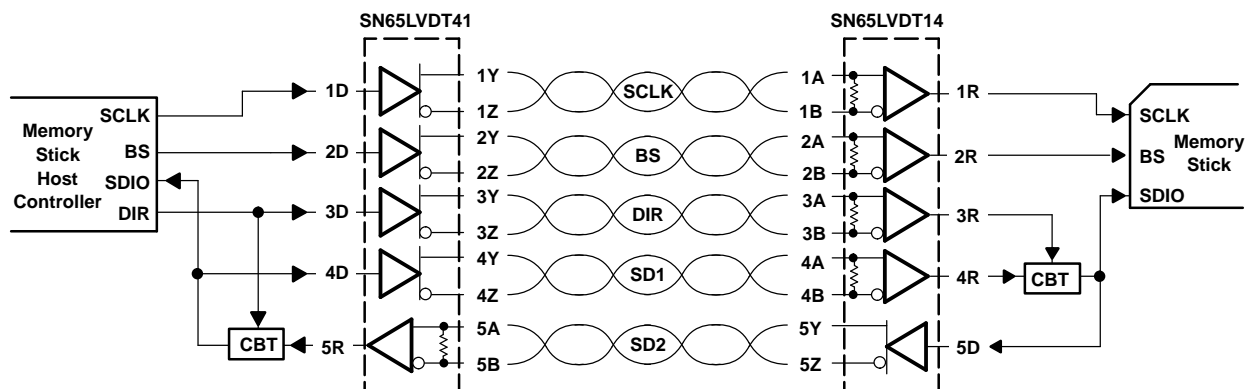 SN65LVDT41
SN65LVDT14
Memory
Stick
Host
Controller
SCLK
BS
SDIO
DIR
1D
2D
3D
4D
5R
CBT
1Y
1Z
2Y
2Z
3Y
3Z
4Y
4Z
5A
5B
SCLK
BS
DIR
SD1
SD2
1A
1B
2A
2B
3A
3B
4A
4B
5Y
5Z
1R
2R
3R
4R
5D
CBT
SCLK
BS
SDIO
Memory
Stick